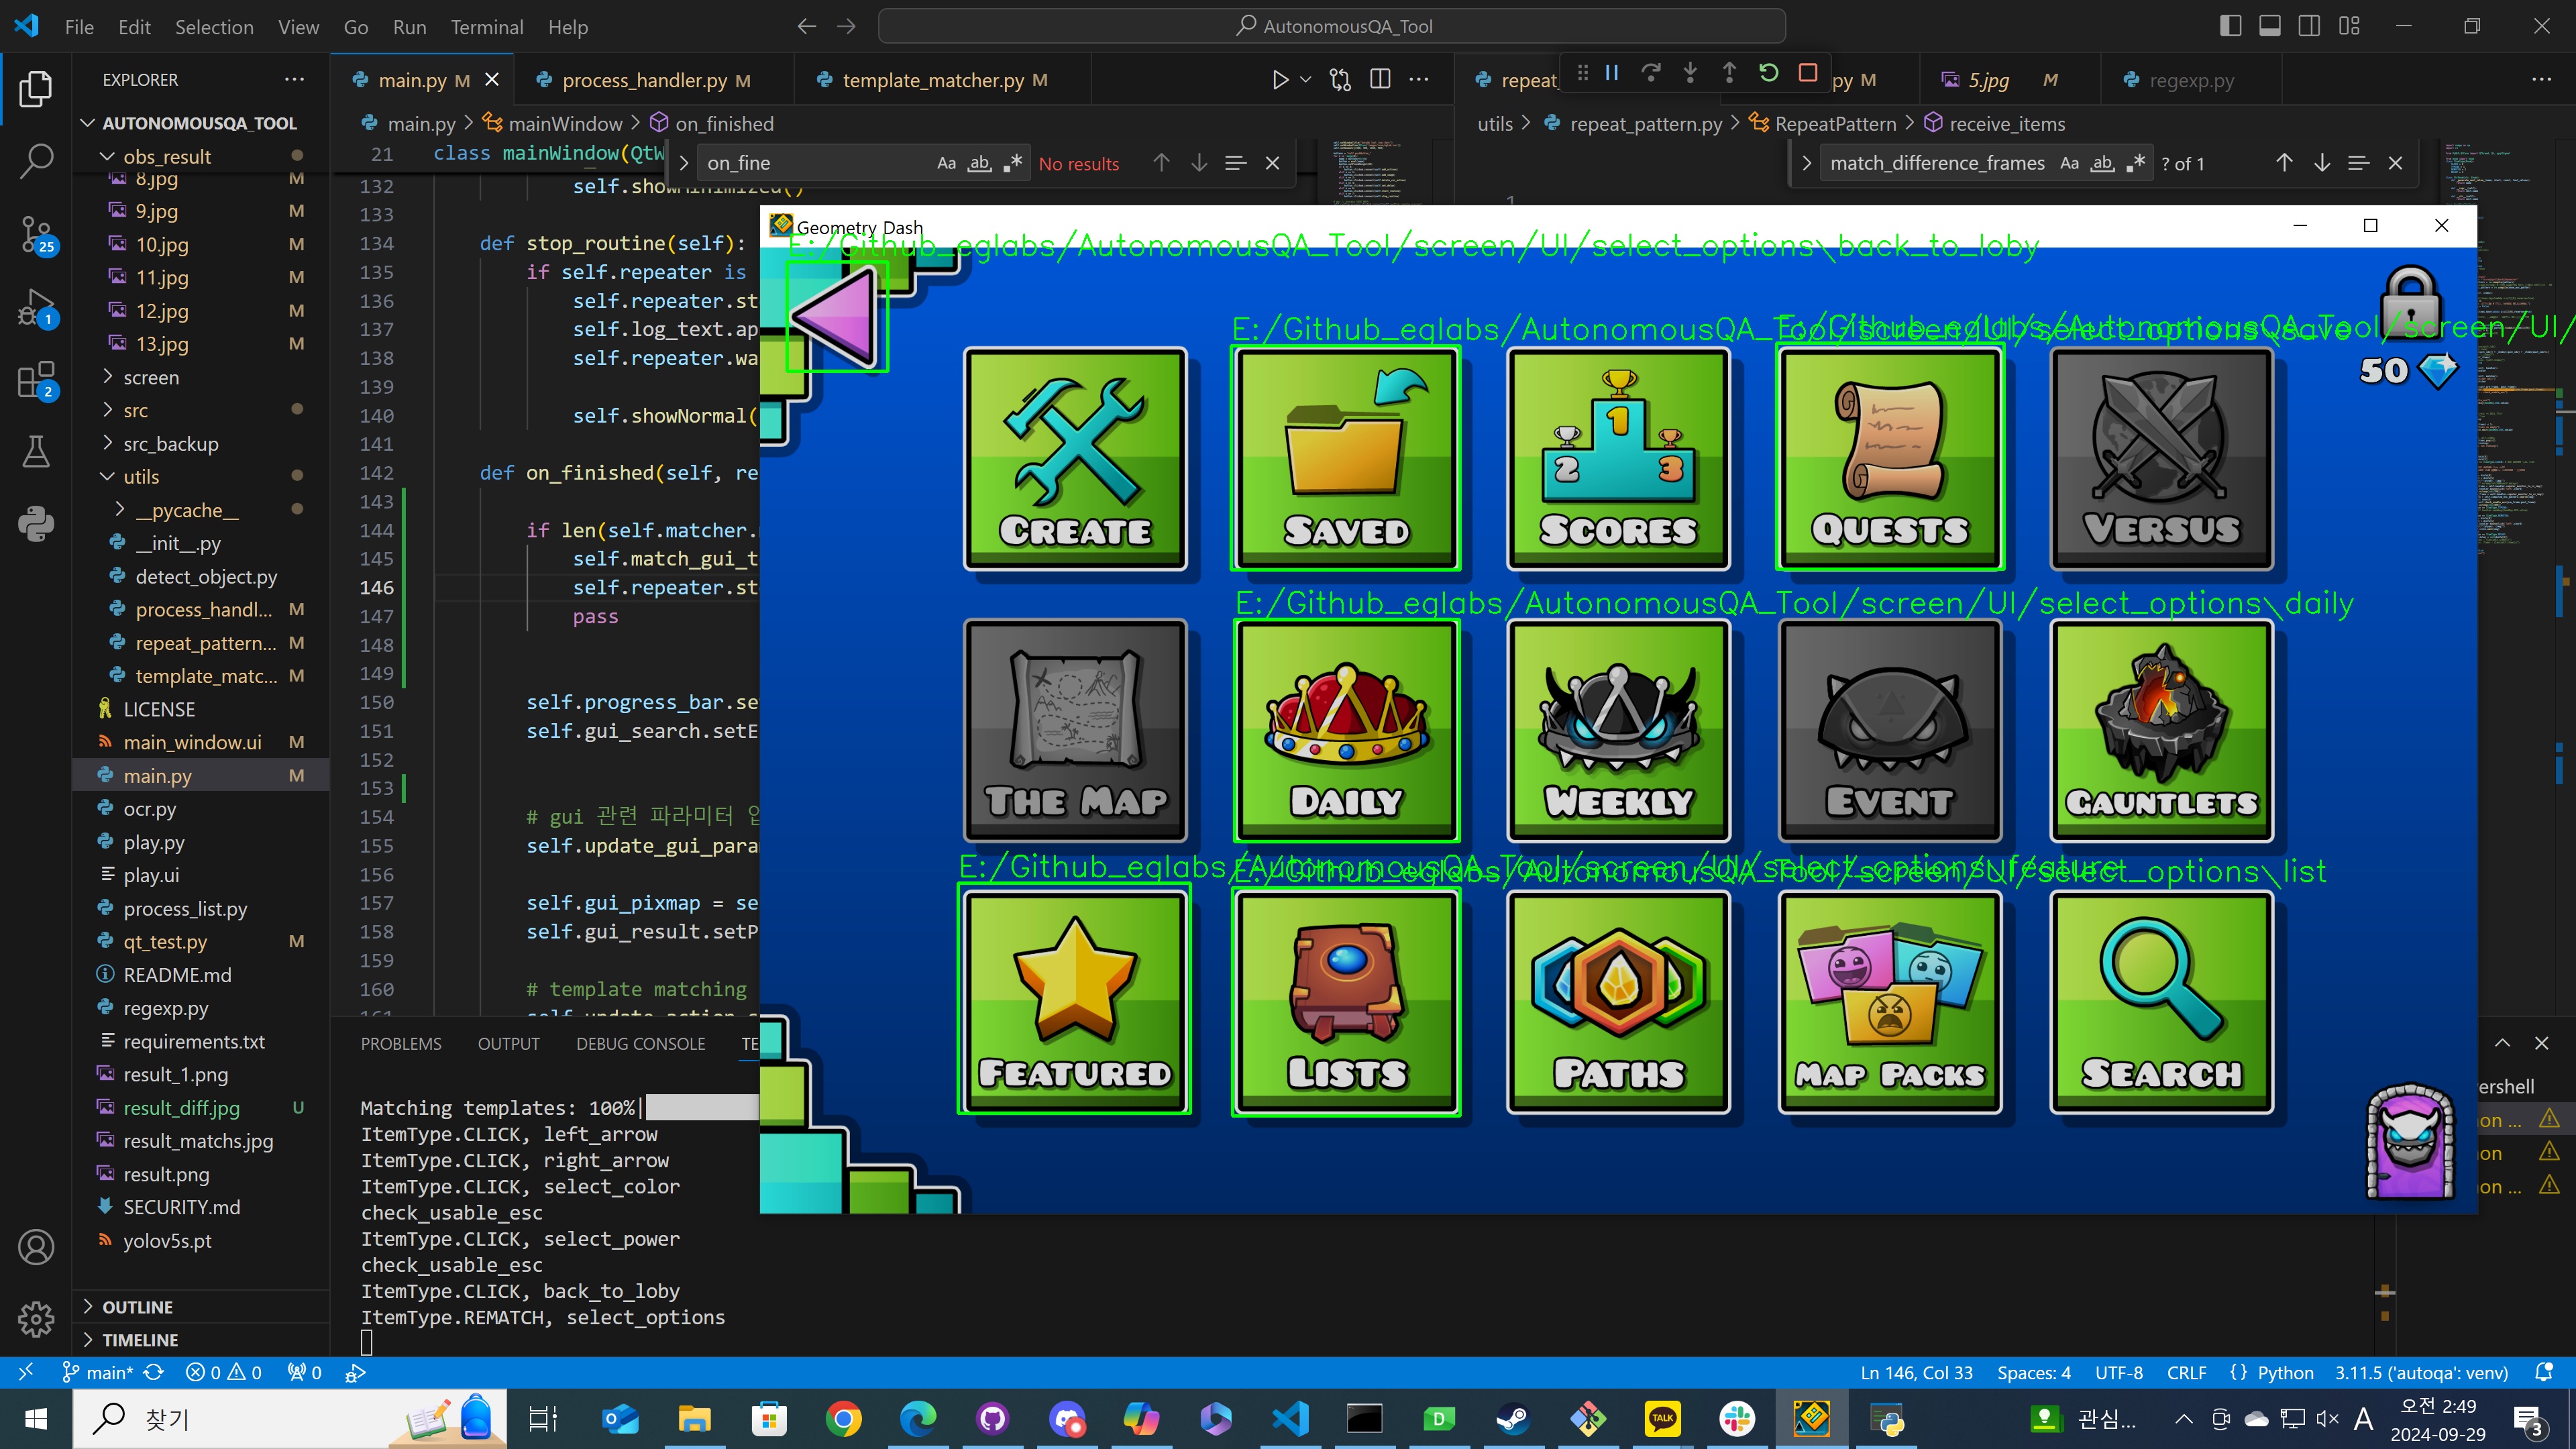 File Edit Selection View Go Run Terminal Help
AutonomousQA_Tool
EXPLORER
AUTONOMOUSQA_TOOL
obs_result
8.jpg M
9.jpg M
10.jpg M
11.jpg M
12.jpg M
13.jpg M
screen
src
src_backup
utils
__pycache__
__init__.py
detect_object.py
process_handl... M
repeat_pattern... M
template_matc... M
LICENSE
main_window.ui M
main.py M
ocr.py
play.py
play.ui
process_list.py
qt_test.py M
README.md
regexp.py
requirements.txt
result_1.png
result_diff.jpg U
result_matchs.jpg
result.png
SECURITY.md
yolov5s.pt
OUTLINE
TIMELINE
25
1
2
main.py M
process_handler.py M
template_matcher.py M
main.py > mainWindow > on_finished
on_fine
Aa ab
No results
21 class mainWindow(QtW
132 self.showMinimized()
133
134 def stop_routine(self):
135 if self.repeater is
136 self.repeater.st
137 self.log_text.ap
138 self.repeater.wa
139
140 self.showNormal(
141
142 def on_finished(self, re
143
144 if len(self.matcher.
145 self.match_gui_t
146 self.repeater.st
147 pass
148
149
150 self.progress_bar.se
151 self.gui_search.setE
152
153
154 # gui 관련 파라미터
155 self.update_gui_para
156
157 self.gui_pixmap = se
158 self.gui_result.setP
159
160 # template matching
repeat_
py M
5.jpg M
regexp.py
utils > repeat_pattern.py > RepeatPattern > receive_items
match_difference_frames
Aa ab
? of 1
1
Geometry Dash
E:/Github_eglabs/AutonomousQA_Tool/screen/UI/select_options\back_to_loby
E:/Github_eglabs/AutonomousQA_Tool/screen/UI/select_options\save
E:/Github_eglabs/AutonomousQA_Tool/screen/UI/
50
CREATE
SAVED
1
2
3
SCORES
QUESTS
VERSUS
E:/Github_eglabs/AutonomousQA_Tool/screen/UI/select_options\daily
THE MAP
DAILY
WEEKLY
EVENT
GAUNTLETS
E:/Github_eglabs/AutonomousQA_Tool/screen/UI/select_options\feature
E:/Github_eglabs/AutonomousQA_Tool/screen/UI/select_options\list
FEATURED
LISTS
PATHS
MAP PACKS
SEARCH
PROBLEMS OUTPUT DEBUG CONSOLE TE
Matching templates: 100%|
ItemType.CLICK, left_arrow
ItemType.CLICK, right_arrow
ItemType.CLICK, select_color
check_usable_esc
ItemType.CLICK, select_power
check_usable_esc
ItemType.CLICK, back_to_loby
ItemType.REMATCH, select_options
ershell
on ...
on
on ...
main* 0 0 0
Ln 146, Col 33 Spaces: 4 UTF-8 CRLF {} Python 3.11.5 ('autoqa': venv)
찾기
TALK
관심...
A
오전 2:49
2024-09-29
3